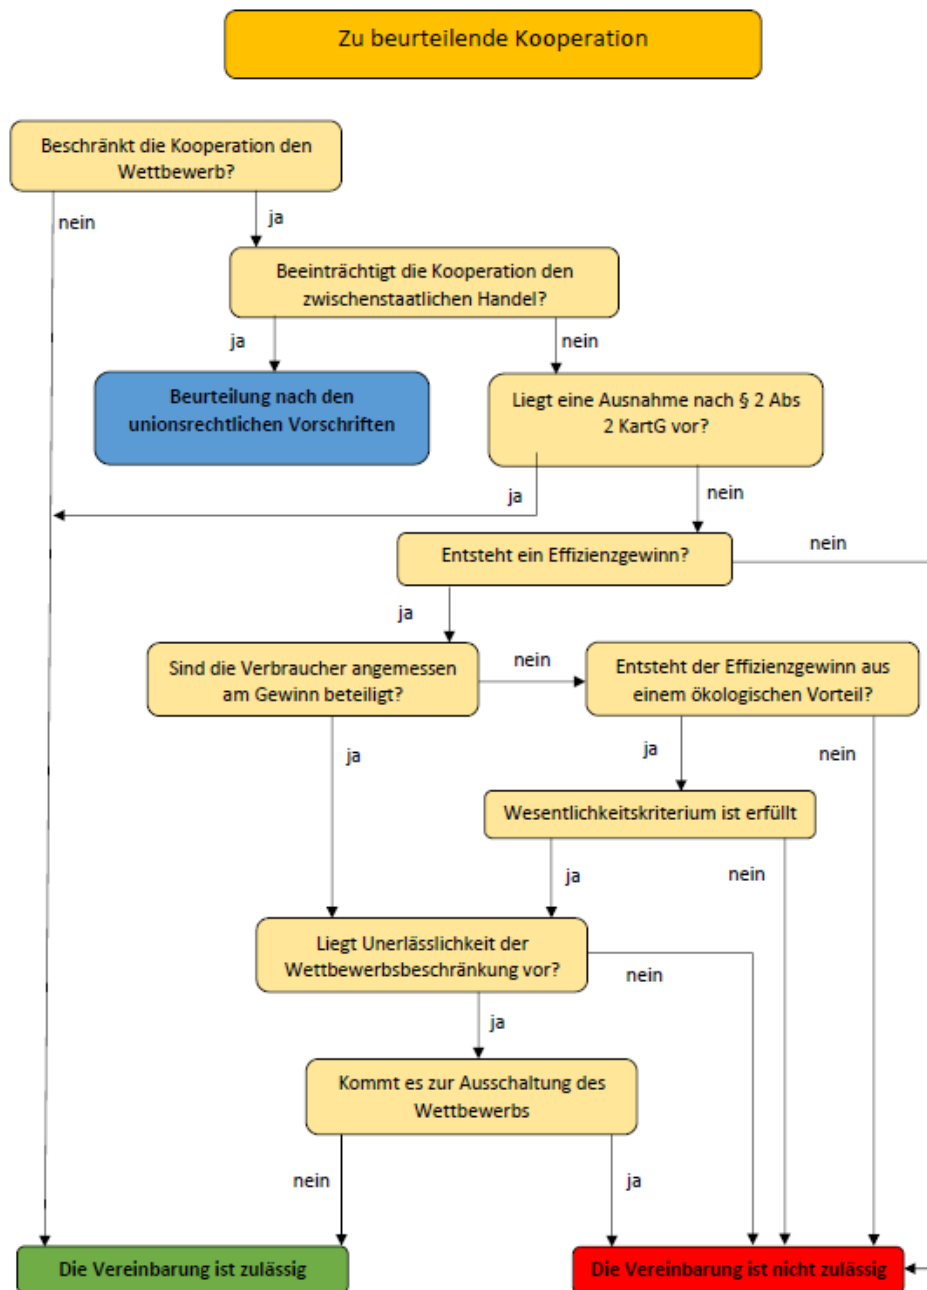 Zu beurteilende Kooperation
Beschränkt die Kooperation den
Wettbewerb?
nein
ja
Beeinträchtigt die Kooperation den
zwischenstaatlichen Handel?
ja
nein
Beurteilung nach den
unionsrechtlichen Vorschriften
Liegt eine Ausnahme nach § 2 Abs
2 KartG vor?
ja
nein
Entsteht ein Effizienzgewinn?
nein
ja
Sind die Verbraucher angemessen
am Gewinn beteiligt?
nein
Entsteht der Effizienzgewinn aus
einem ökologischen Vorteil?
ja
ja
nein
Wesentlichkeitskriterium ist erfüllt
ja
nein
Liegt Unerlässlichkeit der
Wettbewerbsbeschränkung vor?
nein
ja
Kommt es zur Ausschaltung des
Wettbewerbs
nein
ja
Die Vereinbarung ist zulässig
Die Vereinbarung ist nicht zulässig